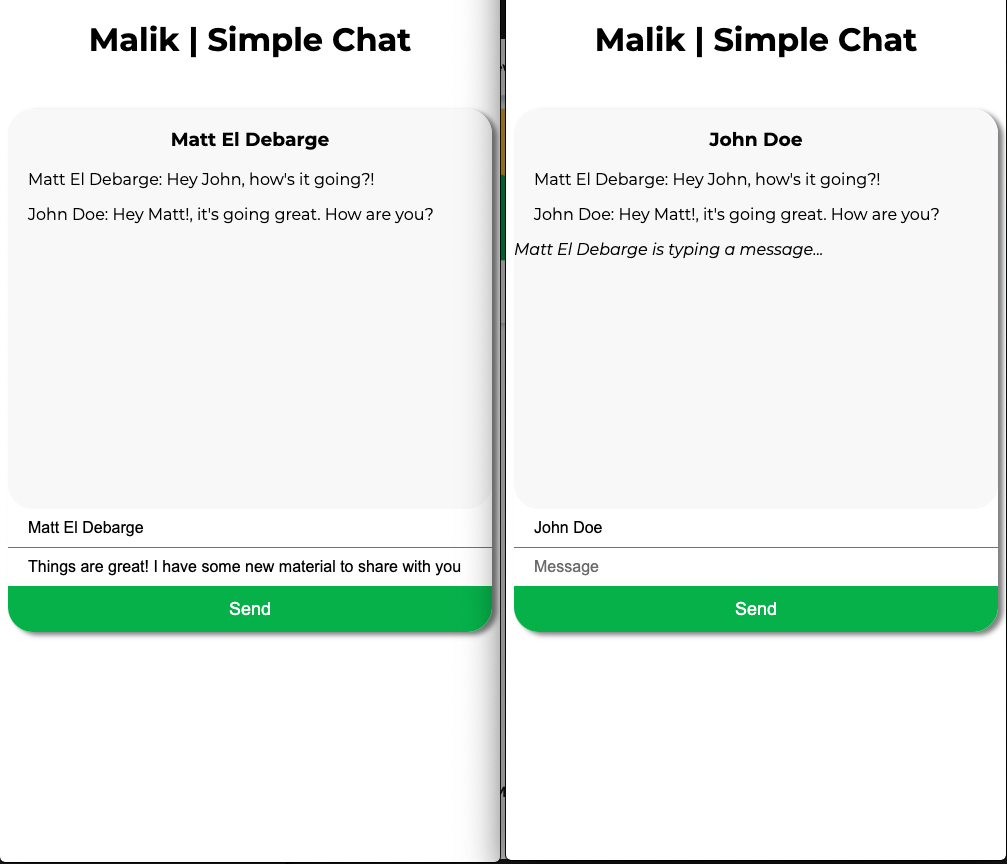 Malik | Simple Chat
Matt El Debarge
Matt El Debarge: Hey John, how's it going?!
John Doe: Hey Matt!, it's going great. How are you?
Matt El Debarge
Things are great! I have some new material to share with you
Send
Malik | Simple Chat
John Doe
Matt El Debarge: Hey John, how's it going?!
John Doe: Hey Matt!, it's going great. How are you?
Matt El Debarge is typing a message...
John Doe
Message
Send